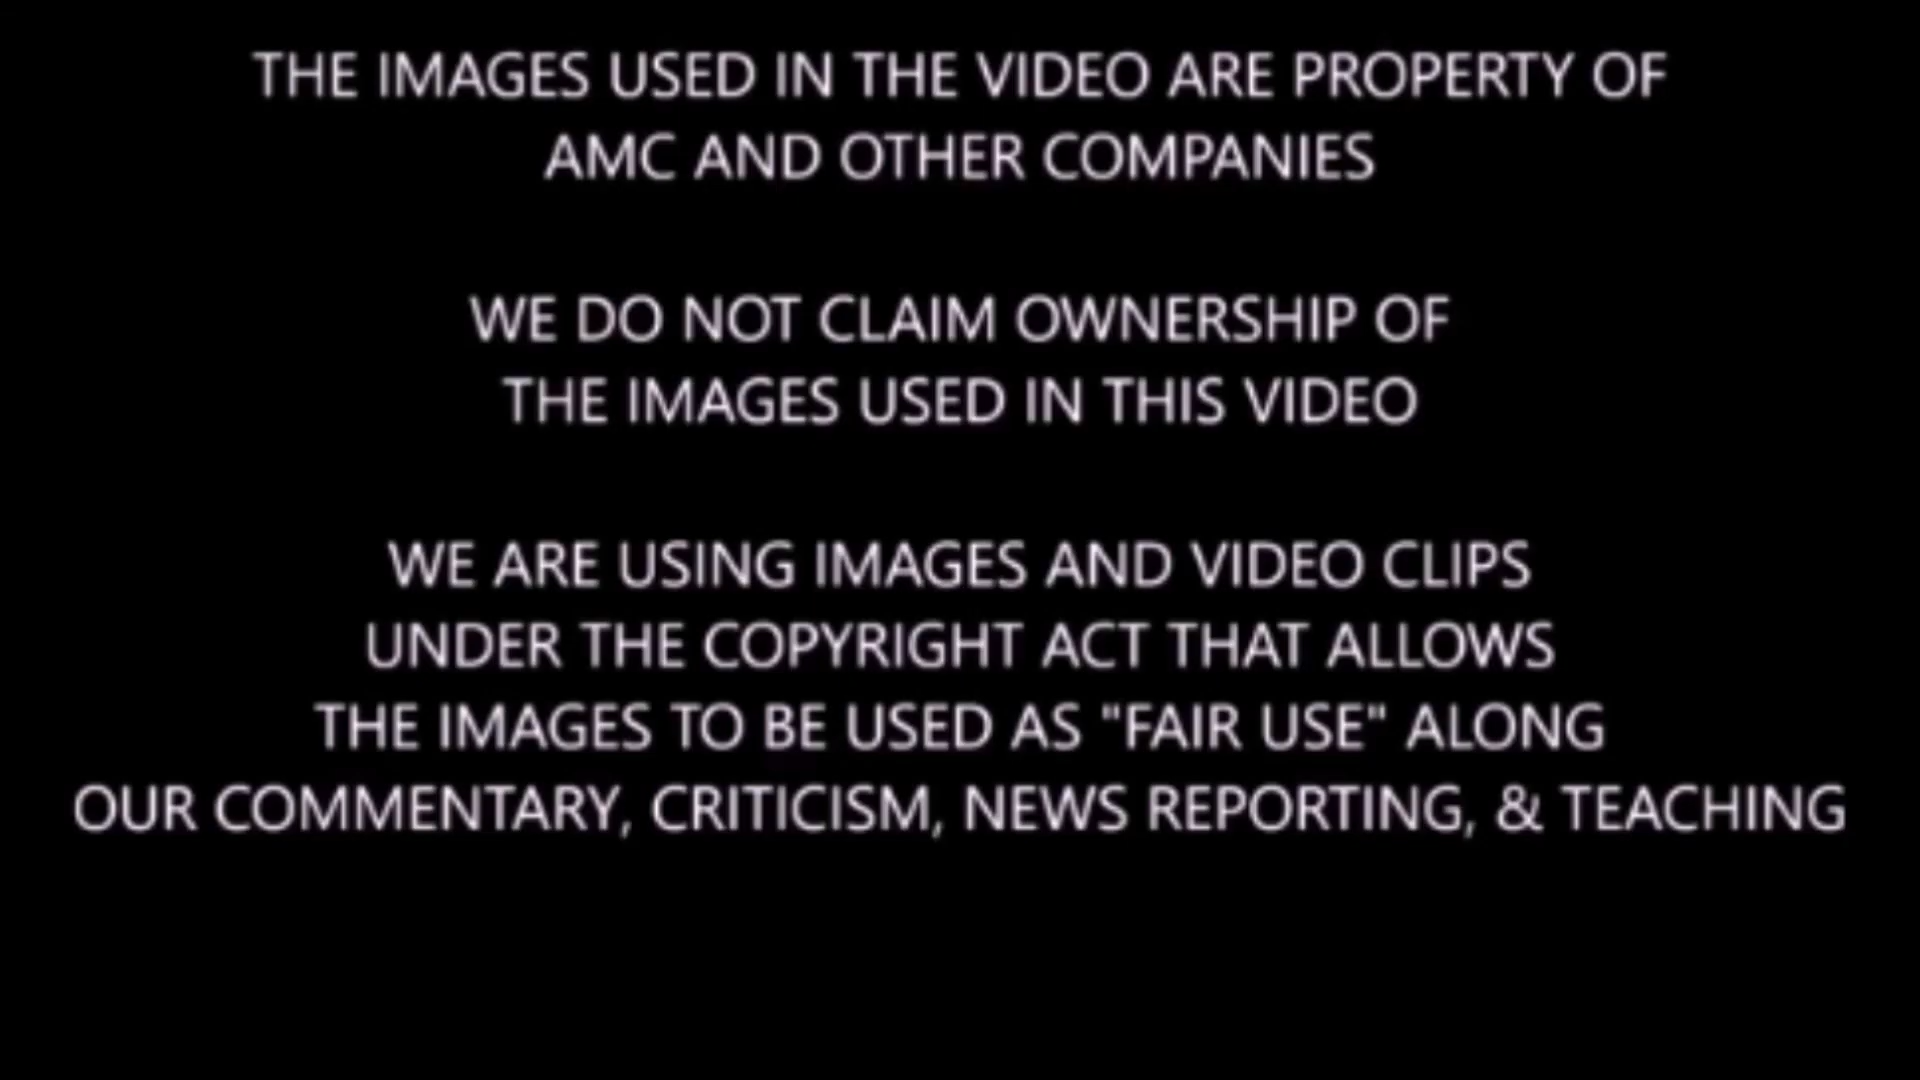 THE IMAGES USED IN THE VIDEO ARE PROPERTY OF
AMC AND OTHER COMPANIES
WE DO NOT CLAIM OWNERSHIP OF
THE IMAGES USED IN THIS VIDEO
WE ARE USING IMAGES AND VIDEO CLIPS
UNDER THE COPYRIGHT ACT THAT ALLOWS
THE IMAGES TO BE USED AS "FAIR USE" ALONG
OUR COMMENTARY, CRITICISM, NEWS REPORTING, & TEACHING